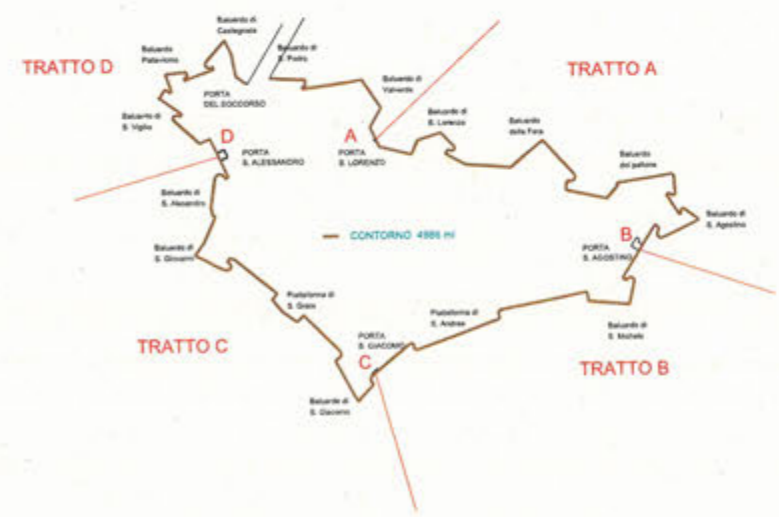 Baluardo di
Castagneta
Baluardo
Pallavicino
Baluardo di
S. Pietro
TRATTO D
TRATTO A
Baluardo di
Valverde
PORTA
DEL SOCCORSO
Baluardo di
S. Vigilio
Baluardo di
S. Lorenzo
Baluardo
della Fara
D
A
PORTA
S. ALESSANDRO
PORTA
S. LORENZO
Baluardo
del pallone
Baluardo di
S. Alessandro
Baluardo di
S. Agostino
B
CONTORNO 4986 ml
PORTA
S. AGOSTINO
Baluardo di
S. Giovanni
Piattaforma di
S. Grata
Piattaforma di
S. Andrea
Baluardo di
S. Michele
PORTA
S. GIACOMO
TRATTO C
C
TRATTO B
Baluardo di
S. Giacomo